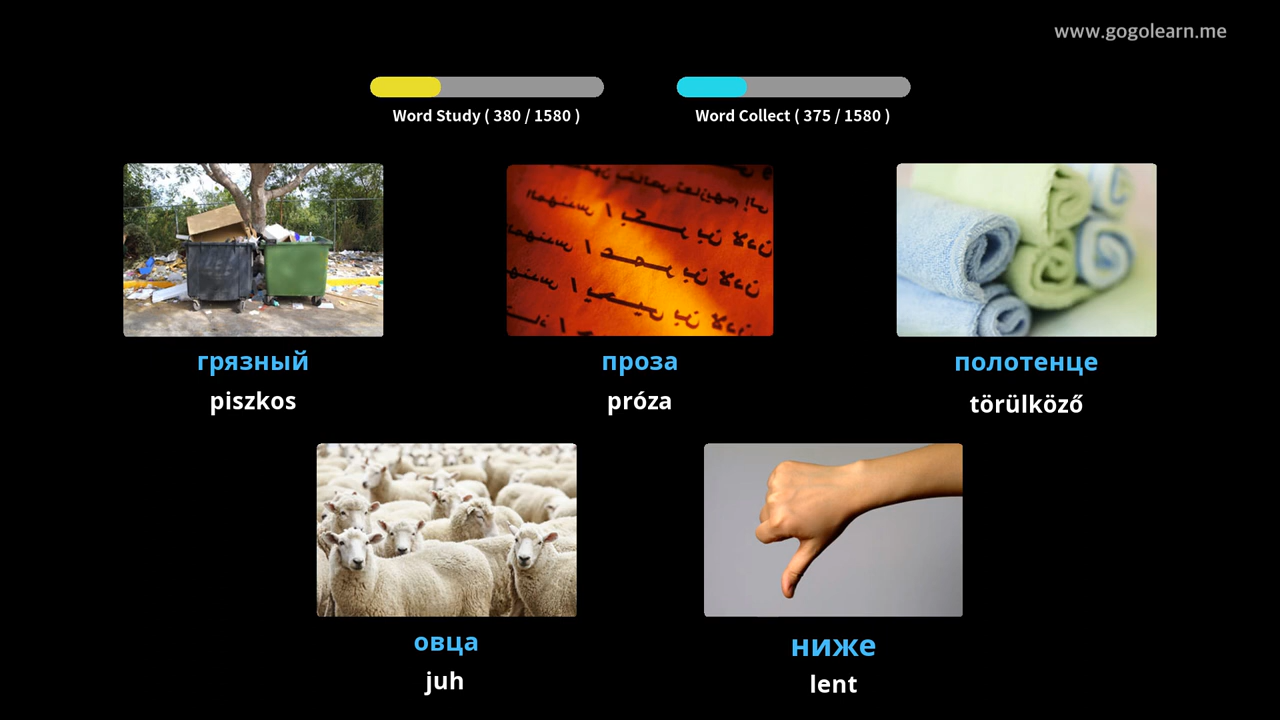 www.gogolearn.me
Word Study ( 380 / 1580 )
Word Collect ( 375 / 1580 )
грязный
piszkos
проза
próza
полотенце
törülköző
овца
juh
ниже
lent